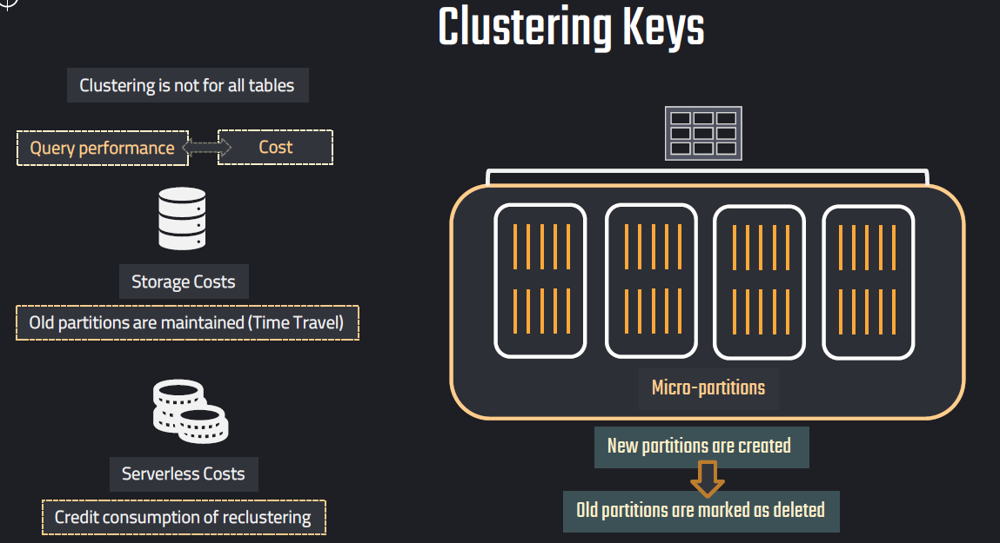 Clustering Keys
Clustering is not for all tables
Query performance
Cost
Storage Costs
Old partitions are maintained (Time Travel)
Serverless Costs
Credit consumption of reclustering
Micro-partitions
New partitions are created
Old partitions are marked as deleted